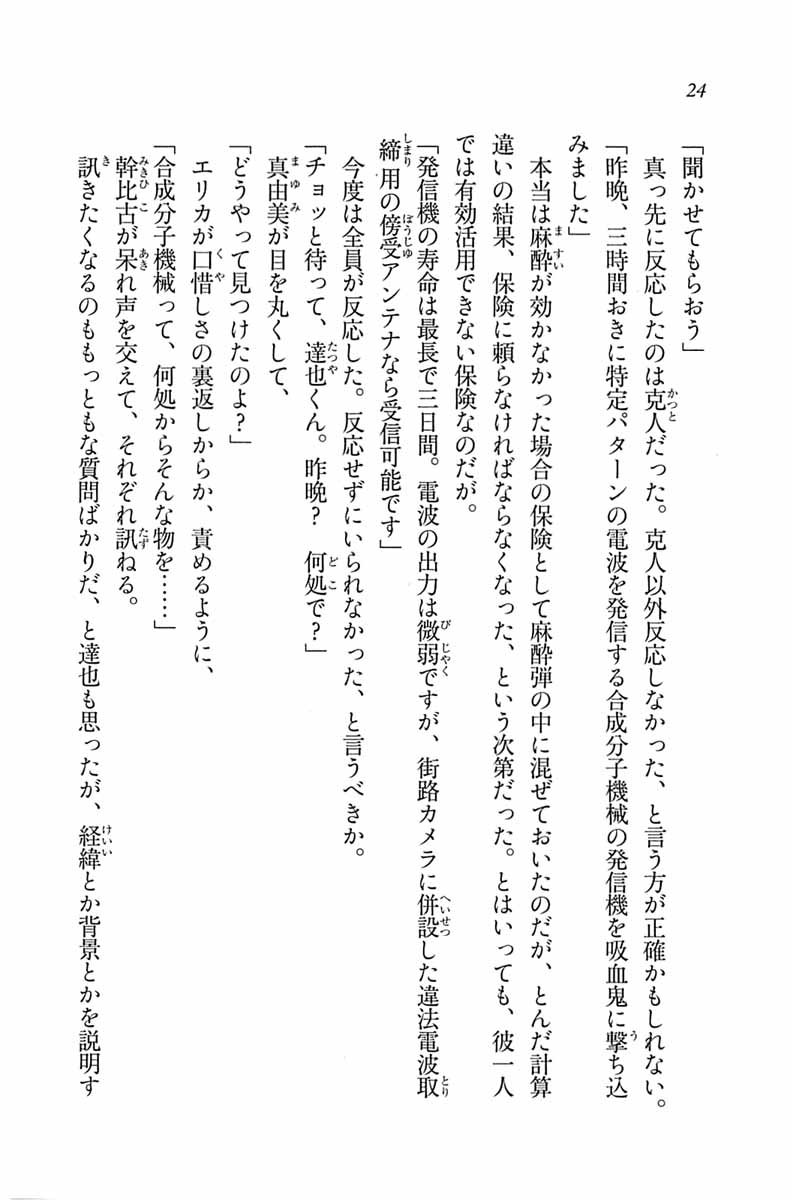 24
「聞かせてもらおう」
真っ先に反応したのは克人だった。克人以外反応しなかった、と言う方が正確かもしれない。
「昨晩、三時間おきに特定パターンの電波を発信する合成分子機械の発信機を吸血鬼に撃ち込
みました」
本当は麻酔が効かなかった場合の保険として麻酔弾の中に混ぜておいたのだが、とんだ計算
違いの結果、保険に頼らなければならなくなった、という次第だった。とはいっても、彼一人
では有効活用できない保険なのだが。
「発信機の寿命は最長で三日間。電波の出力は微弱ですが、街路カメラに併設した違法電波取
締用の傍受アンテナなら受信可能です」
今度は全員が反応した。反応せずにいられなかった、と言うべきか。
「チョッと待って、達也くん。昨晩？　何処で？」
真由美が目を丸くして、
「どうやって見つけたのよ？」
エリカが口惜しさの裏返しからか、責めるように、
「合成分子機械って、何処からそんな物を……」
幹比古が呆れ声を交えて、それぞれ訊ねる。
訊きたくなるのももっともな質問ばかりだ、と達也も思ったが、経緯とか背景とかを説明す